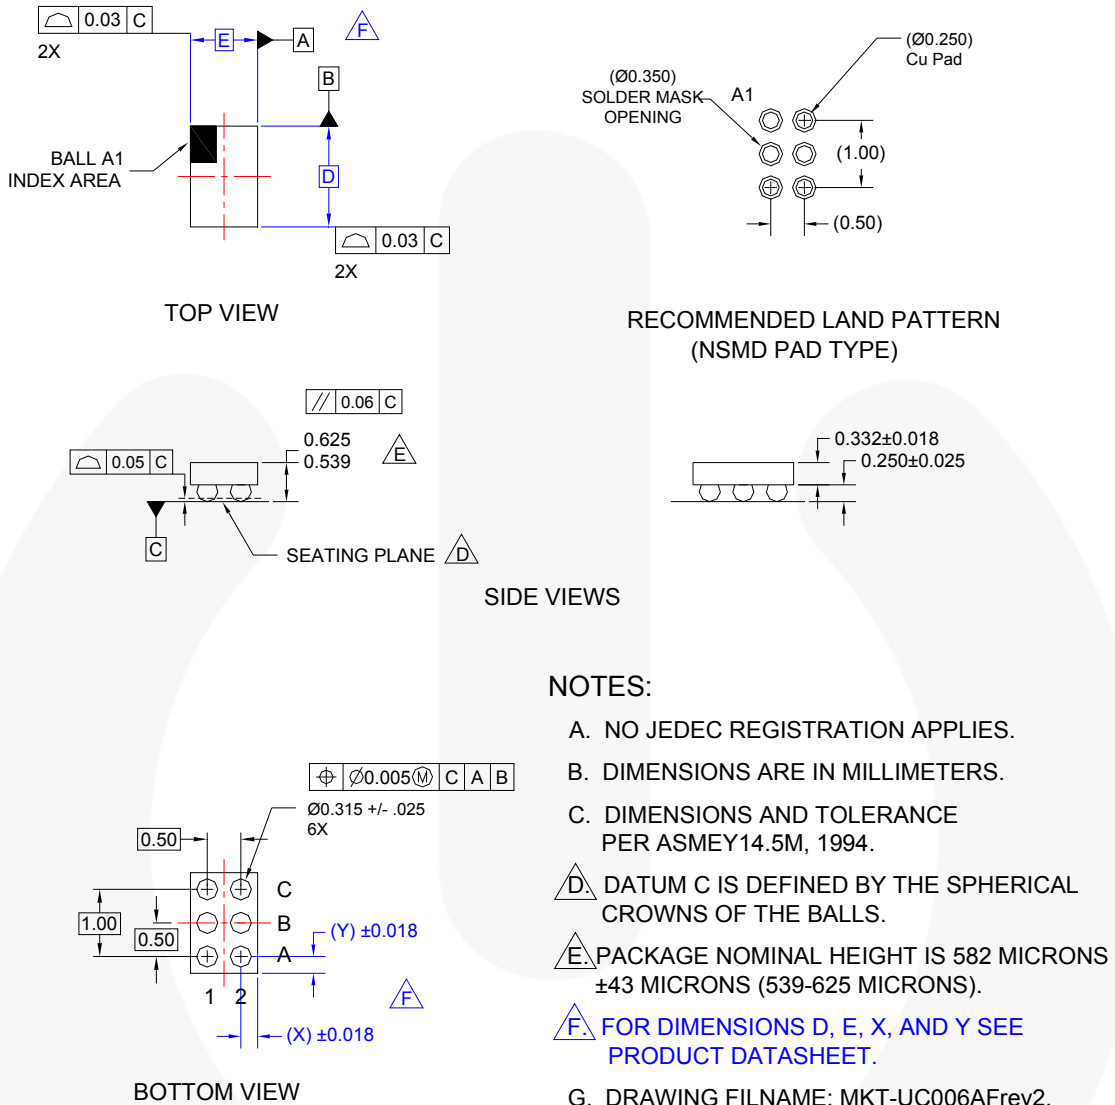 0.03 C
2X
E
A
F
B
BALL A1
INDEX AREA
D
0.03 C
2X
TOP VIEW
(Ø0.250)
Cu Pad
(Ø0.350)
SOLDER MASK
OPENING
A1
(1.00)
(0.50)
RECOMMENDED LAND PATTERN
(NSMD PAD TYPE)
// 0.06 C
0.625
0.539
E
0.05 C
C
SEATING PLANE D
0.332±0.018
0.250±0.025
SIDE VIEWS
Ø0.005Ⓜ C A B
Ø0.315 +/- .025
6X
0.50
C
1.00
B
0.50
A
(Y) ±0.018
1 2
F
(X) ±0.018
BOTTOM VIEW
NOTES:
A. NO JEDEC REGISTRATION APPLIES.
B. DIMENSIONS ARE IN MILLIMETERS.
C. DIMENSIONS AND TOLERANCE
PER ASMEY14.5M, 1994.
D. DATUM C IS DEFINED BY THE SPHERICAL
CROWNS OF THE BALLS.
E. PACKAGE NOMINAL HEIGHT IS 582 MICRONS
±43 MICRONS (539-625 MICRONS).
F. FOR DIMENSIONS D, E, X, AND Y SEE
PRODUCT DATASHEET.
G. DRAWING FILNAME: MKT-UC006AFrev2.